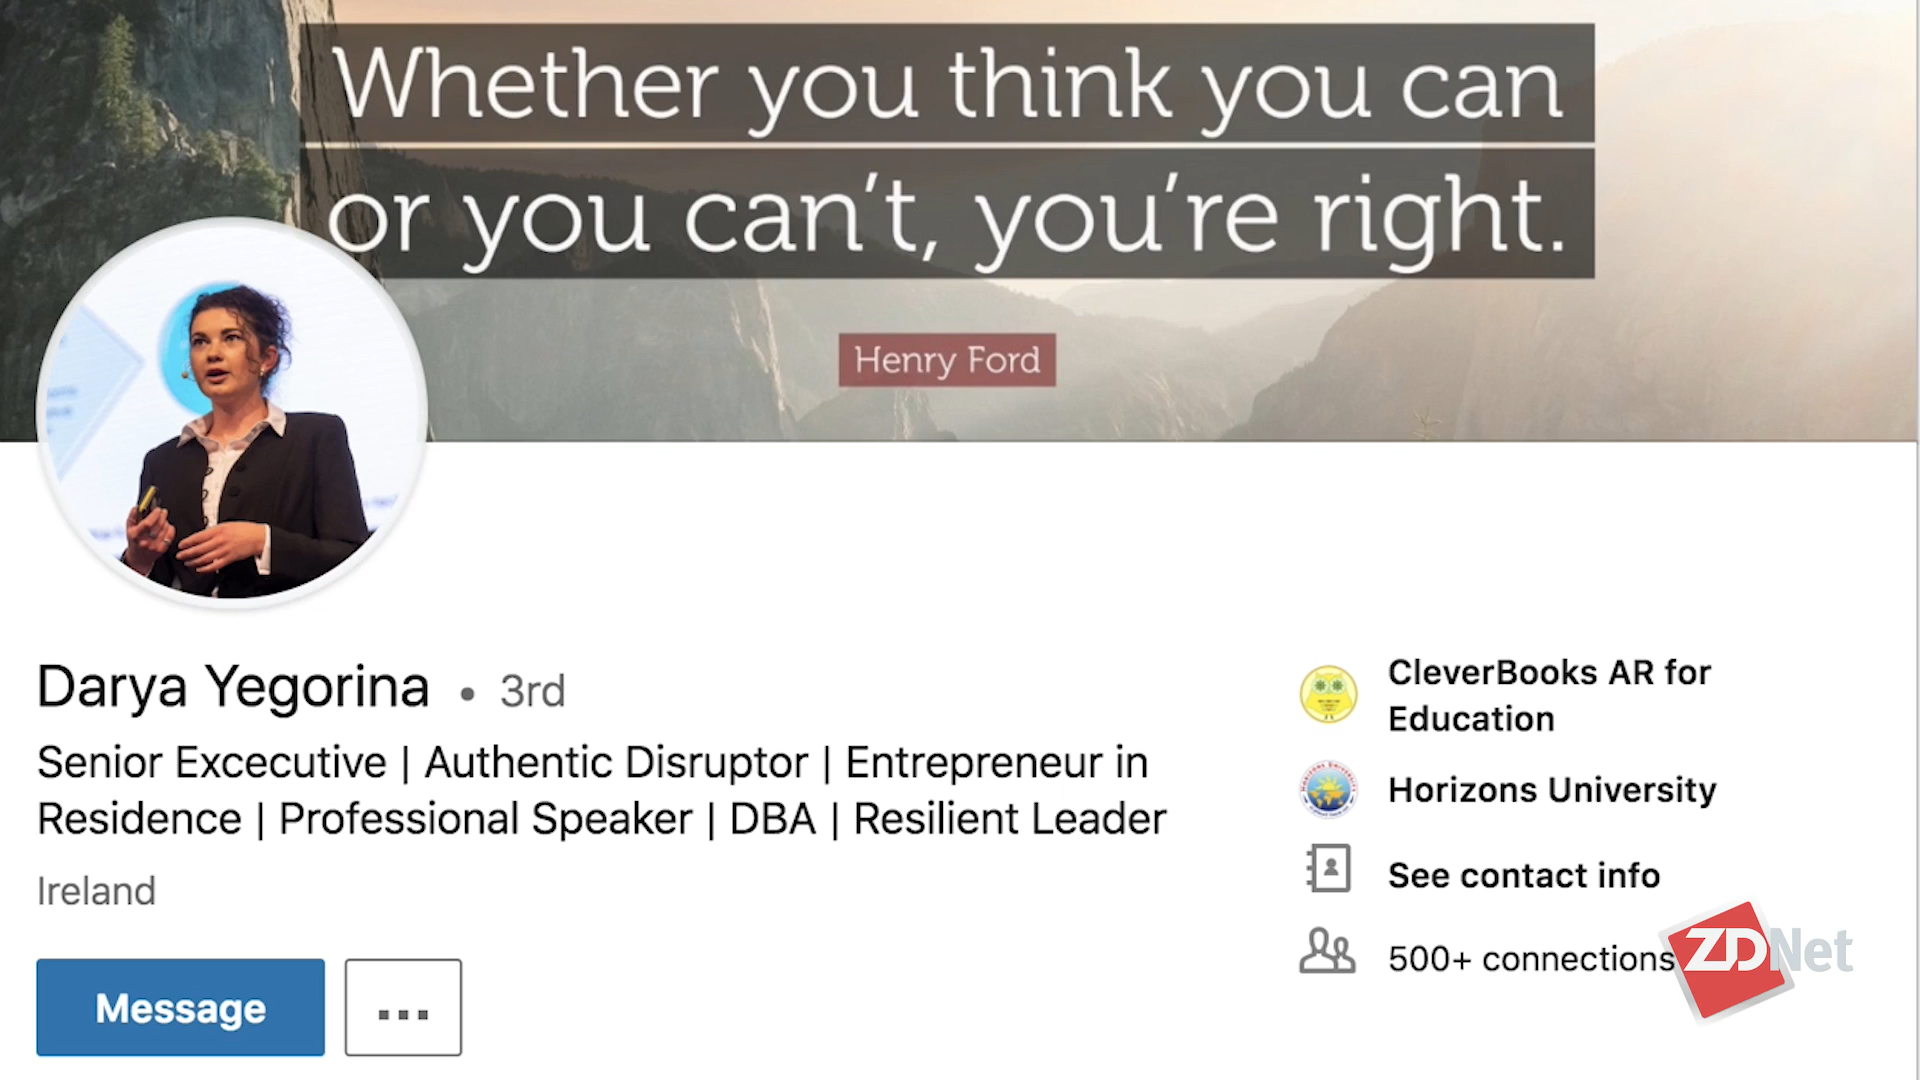 Whether you think you can
or you can’t, you’re right.
Henry Ford
Darya Yegorina • 3rd
Senior Excecutive | Authentic Disruptor | Entrepreneur in
Residence | Professional Speaker | DBA | Resilient Leader
Ireland
Message
...
CleverBooks AR for
Education
Horizons University
See contact info
500+ connections
ZDNet